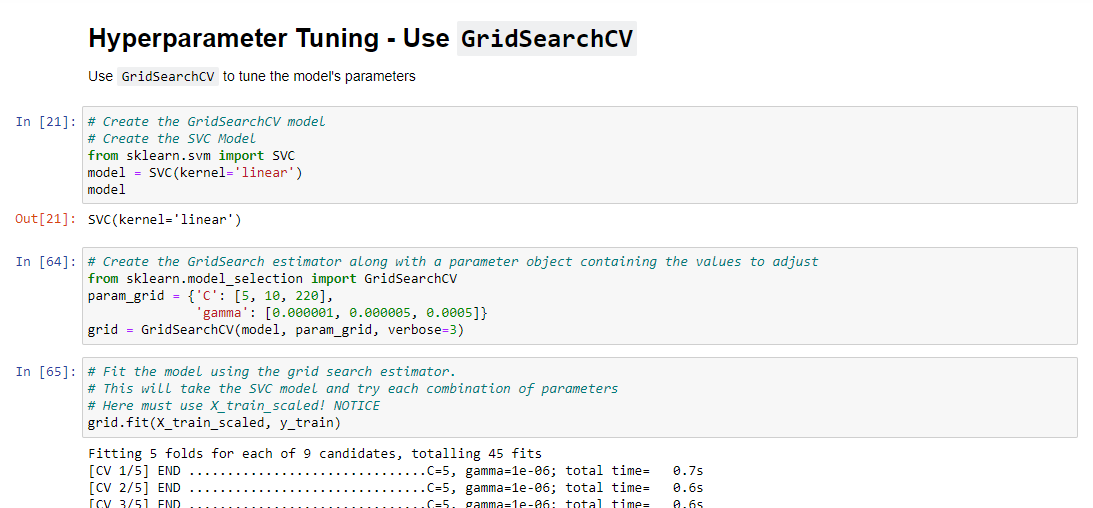 Hyperparameter Tuning - Use GridSearchCV
Use GridSearchCV to tune the model's parameters
In [21]: # Create the GridSearchCV model
# Create the SVC Model
from sklearn.svm import SVC
model = SVC(kernel='linear')
model
Out[21]: SVC(kernel='linear')
In [64]: # Create the GridSearch estimator along with a parameter object containing the values to adjust
from sklearn.model_selection import GridSearchCV
param_grid = {'C': [5, 10, 220],
'gamma': [0.000001, 0.000005, 0.0005]}
grid = GridSearchCV(model, param_grid, verbose=3)
In [65]: # Fit the model using the grid search estimator.
# This will take the SVC model and try each combination of parameters
# Here must use X_train_scaled! NOTICE
grid.fit(X_train_scaled, y_train)
Fitting 5 folds for each of 9 candidates, totalling 45 fits
[CV 1/5] END ...............................C=5, gamma=1e-06; total time=   0.7s
[CV 2/5] END ...............................C=5, gamma=1e-06; total time=   0.6s
[CV 3/5] END ...............................C=5, gamma=1e-06; total time=   0.6s